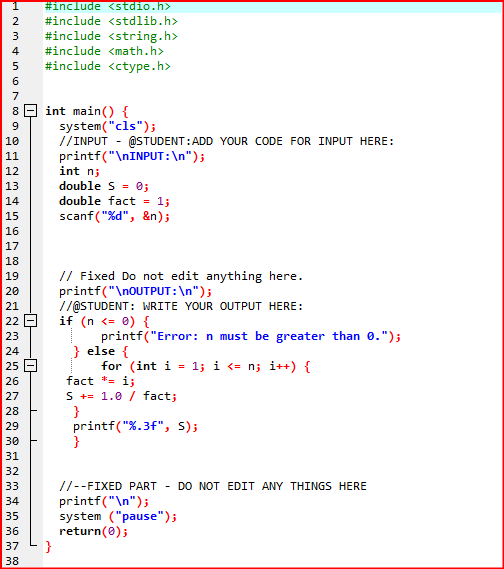 1 #include <stdio.h>
2 #include <stdlib.h>
3 #include <string.h>
4 #include <math.h>
5 #include <ctype.h>
6
7
8 int main() {
9 system("cls");
10 //INPUT - @STUDENT:ADD YOUR CODE FOR INPUT HERE:
11 printf("\nINPUT:\n");
12 int n;
13 double S = 0;
14 double fact = 1;
15 scanf("%d", &n);
16
17
18
19 // Fixed Do not edit anything here.
20 printf("\nOUTPUT:\n");
21 //@STUDENT: WRITE YOUR OUTPUT HERE:
22 if (n <= 0) {
23 printf("Error: n must be greater than 0.");
24 } else {
25 for (int i = 1; i <= n; i++) {
26 fact *= i;
27 S += 1.0 / fact;
28 }
29 printf("%.3f", S);
30 }
31
32
33 //--FIXED PART - DO NOT EDIT ANY THINGS HERE
34 printf("\n");
35 system ("pause");
36 return(0);
37 }
38